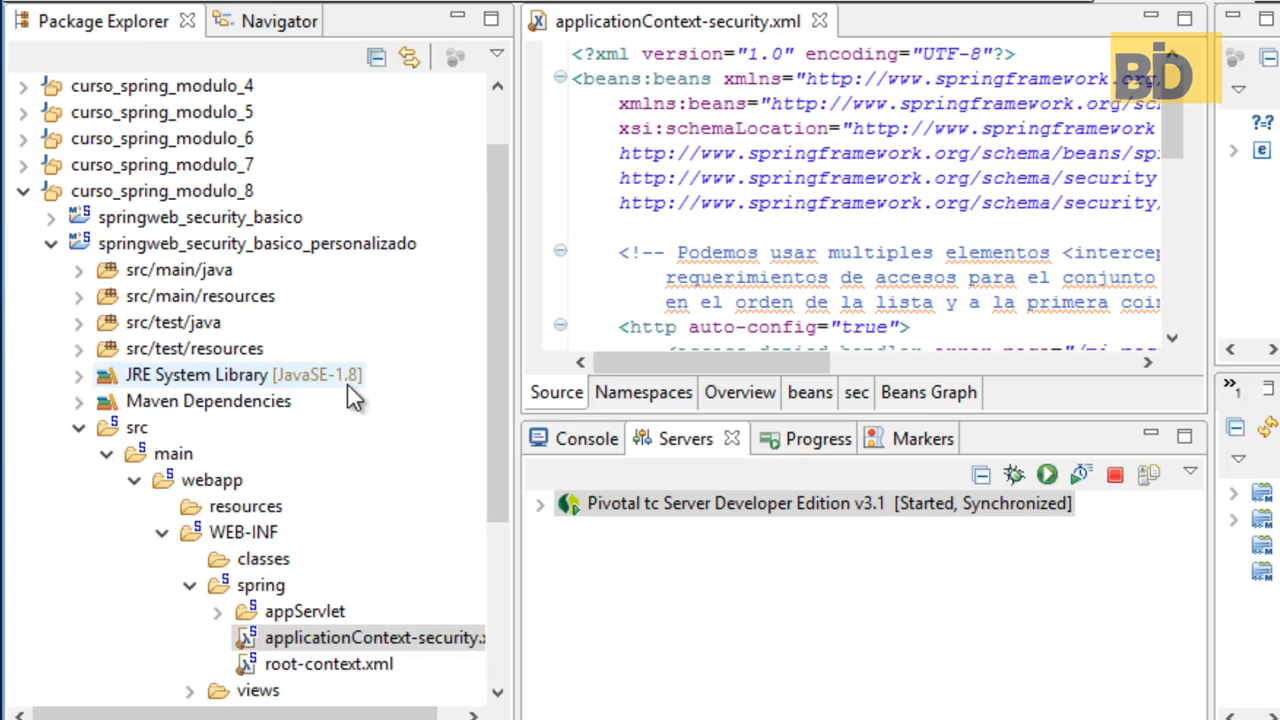 Package Explorer
Navigator
curso_spring_modulo_4
curso_spring_modulo_5
curso_spring_modulo_6
curso_spring_modulo_7
curso_spring_modulo_8
springweb_security_basico
springweb_security_basico_personalizado
src/main/java
src/main/resources
src/test/java
src/test/resources
JRE System Library [JavaSE-1.8]
Maven Dependencies
src
main
webapp
resources
WEB-INF
classes
spring
appServlet
applicationContext-security.x
root-context.xml
views
applicationContext-security.xml
<?xml version="1.0" encoding="UTF-8"?>
<beans:beans xmlns="http://www.springframework.org/
xmlns:beans="http://www.springframework.org/sc
xsi:schemaLocation="http://www.springframework
http://www.springframework.org/schema/beans/sp
http://www.springframework.org/schema/security
http://www.springframework.org/schema/security/
<!-- Podemos usar multiples elementos <intercep
requerimientos de accesos para el conjunto
en el orden de la lista y a la primera coi
<http auto-config="true">
BiD
Source
Namespaces
Overview
beans
sec
Beans Graph
Console
Servers
Progress
Markers
Pivotal tc Server Developer Edition v3.1 [Started, Synchronized]
?=?
»1